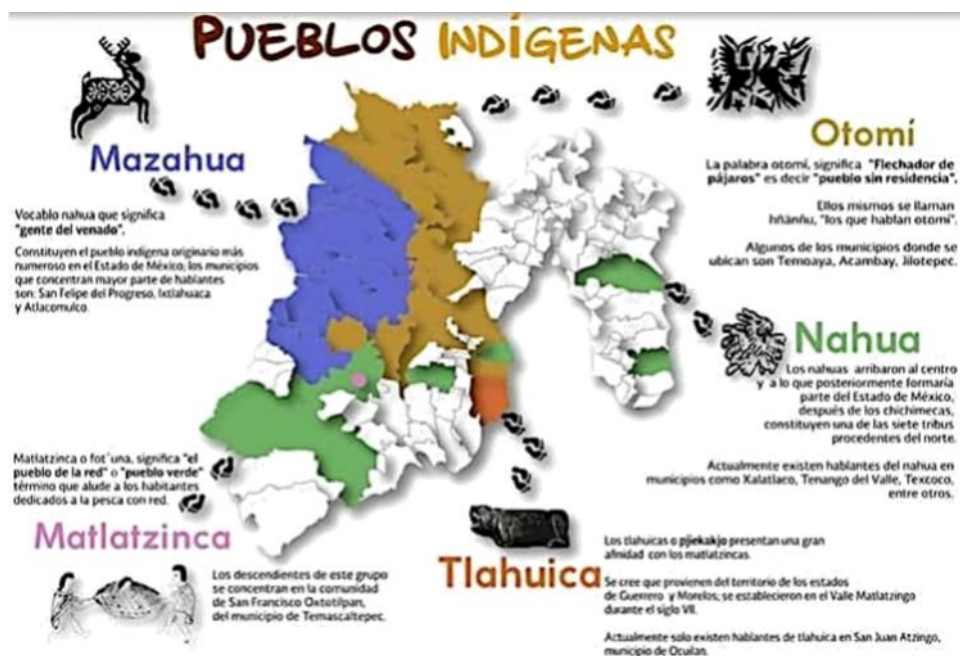 PUEBLOS INDÍGENAS
Mazahua
Vocablo nahua que significa
"gente del venado".
Constituyen el pueblo indígena originario más
numeroso en el Estado de México; los municipios
que concentran mayor parte de hablantes
son: San Felipe del Progreso, Ixtlahuaca
y Atlacomulco.
Otomí
La palabra otomí, significa "Flechador de
pájaros" es decir "pueblo sin residencia".
Ellos mismos se llaman
hñänñu, "los que hablan otomí".
Algunos de los municipios donde se
ubican son Temoaya, Acambay, Jilotepec.
Nahua
Los nahuas arribaron al centro
y a lo que posteriormente formaría
parte del Estado de México,
después de los chichimecas,
constituyen una de las siete tribus
procedentes del norte.
Actualmente existen hablantes del nahua en
municipios como Xalatlaco, Tenango del Valle, Texcoco,
entre otros.
Matlatzinca o fot´una, significa "el
pueblo de la red" o "pueblo verde"
término que alude a los habitantes
dedicados a la pesca con red.
Matlatzinca
Los descendientes de este grupo
se concentran en la comunidad
de San Francisco Oxtotilpan,
del municipio de Temascaltepec.
Tlahuica
Los tlahuicas o pjiekakjo presentan una gran
afinidad con los matlatzincas.
Se cree que provienen del territorio de los estados
de Guerrero y Morelos; se establecieron en el Valle Matlatzingo
durante el siglo VII.
Actualmente solo existen hablantes de tlahuica en San Juan Atzingo,
municipio de Ocuilan.